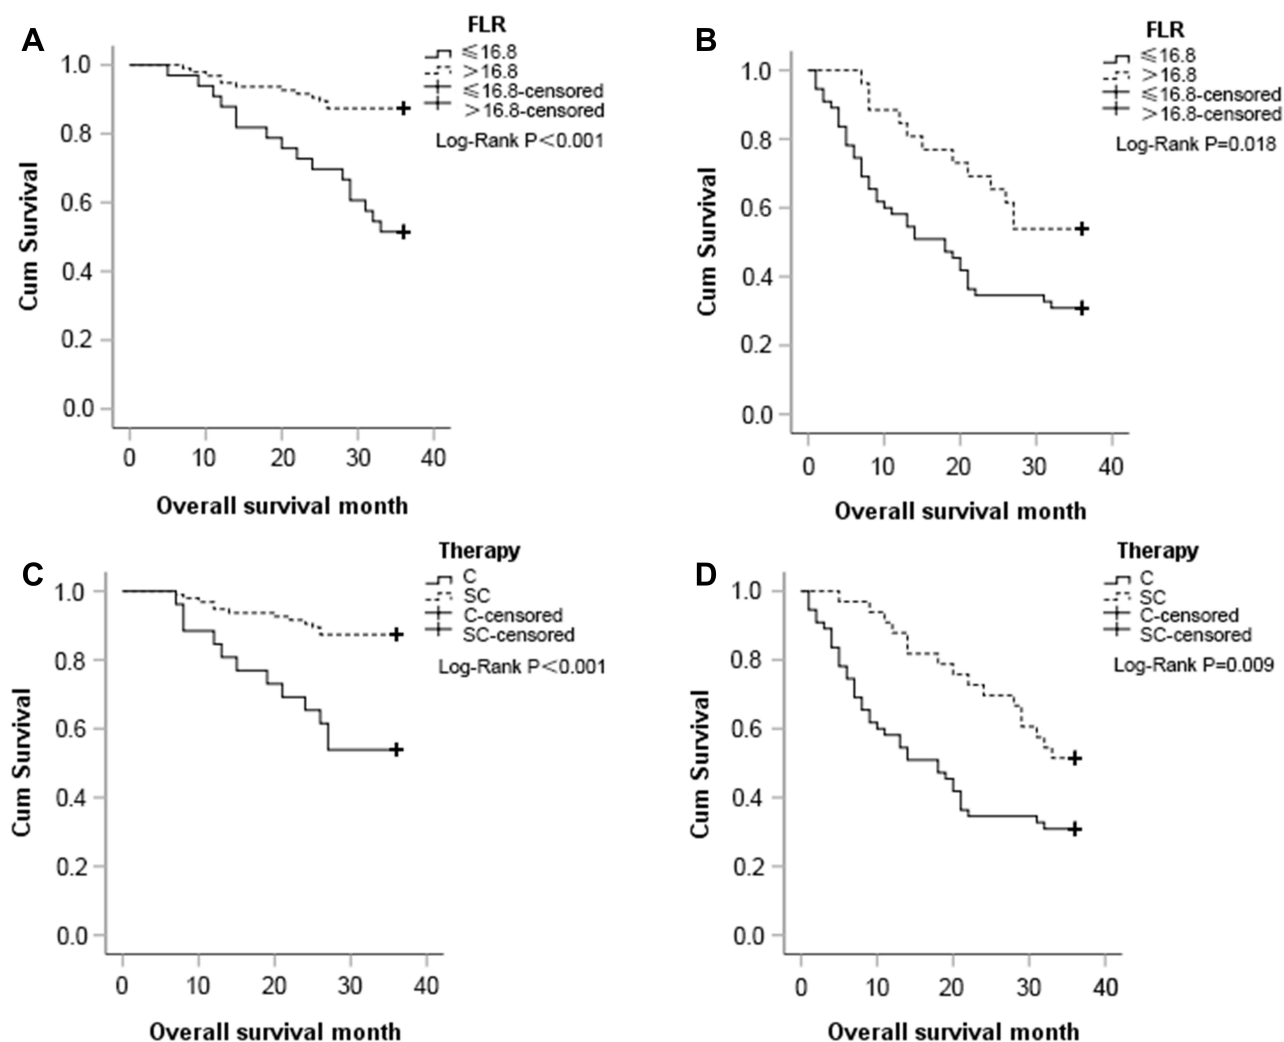 A
FLR
≤16.8
>16.8
≤16.8-censored
>16.8-censored
Log-Rank P<0.001
1.0
0.8
0.6
0.4
0.2
0.0
Cum Survival
0 10 20 30 40
Overall survival month
B
FLR
≤16.8
>16.8
≤16.8-censored
>16.8-censored
Log-Rank P=0.018
1.0
0.8
0.6
0.4
0.2
0.0
Cum Survival
0 10 20 30 40
Overall survival month
C
Therapy
C
SC
C-censored
SC-censored
Log-Rank P<0.001
1.0
0.8
0.6
0.4
0.2
0.0
Cum Survival
0 10 20 30 40
Overall survival month
D
Therapy
C
SC
C-censored
SC-censored
Log-Rank P=0.009
1.0
0.8
0.6
0.4
0.2
0.0
Cum Survival
0 10 20 30 40
Overall survival month